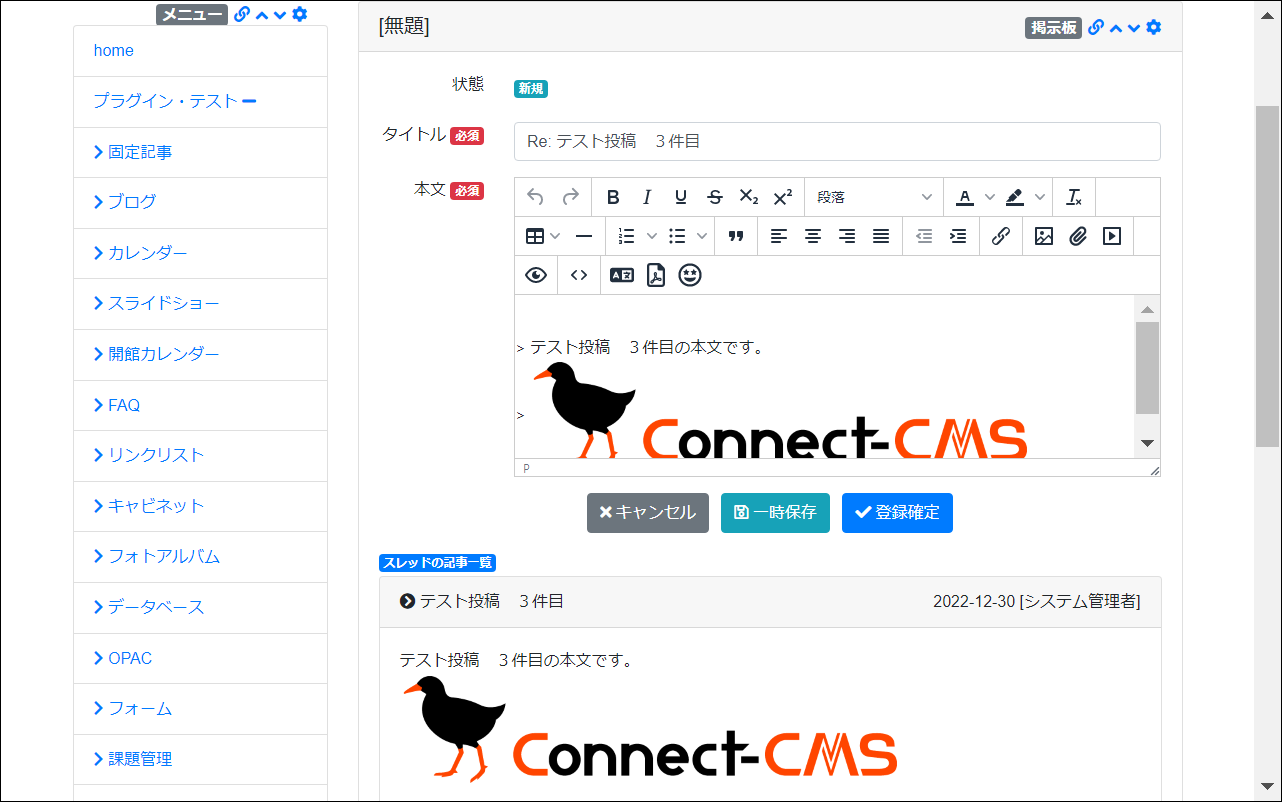 メニュー
home
プラグイン・テスト
固定記事
ブログ
カレンダー
スライドショー
開館カレンダー
FAQ
リンクリスト
キャビネット
フォトアルバム
データベース
OPAC
フォーム
課題管理
[無題]
掲示板
状態 新規
タイトル 必須 Re: テスト投稿　３件目
本文 必須
B I U S X₂ X² 段落 A
> テスト投稿　３件目の本文です。
>
Connect-CMS
P
キャンセル 一時保存 登録確定
スレッドの記事一覧
テスト投稿　３件目 2022-12-30 [システム管理者]
テスト投稿　３件目の本文です。
Connect-CMS